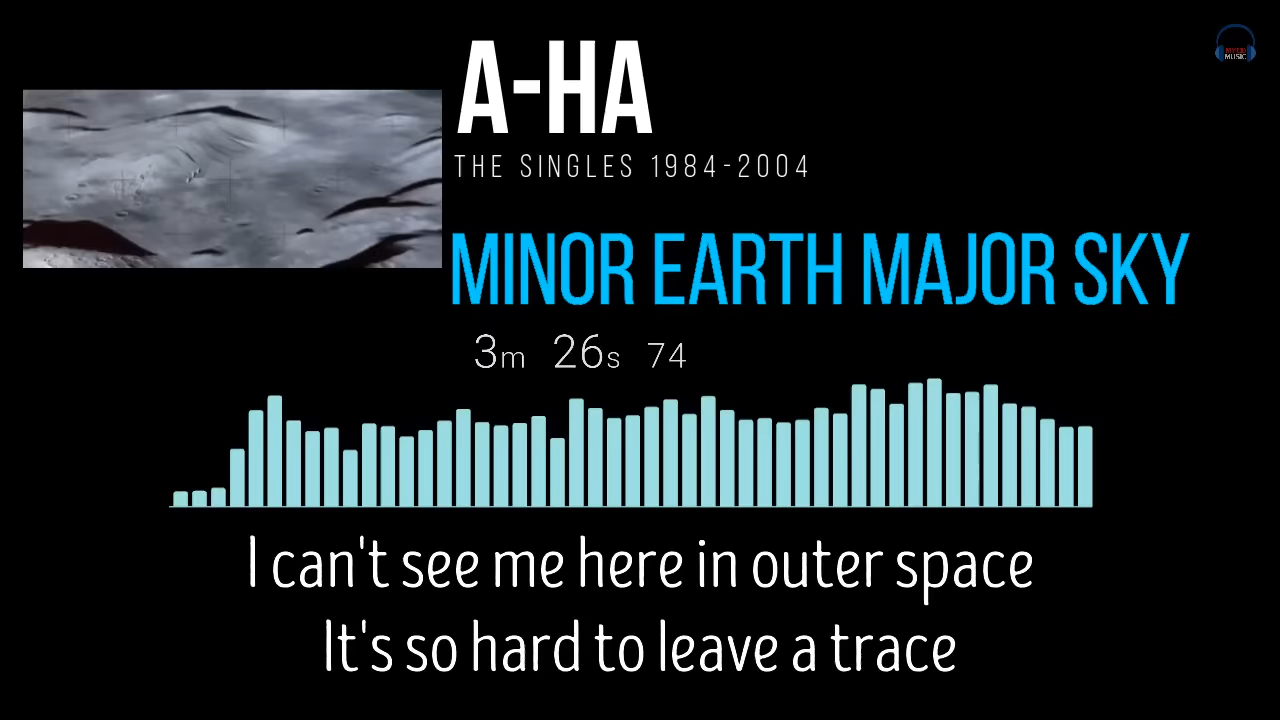 A-HA
THE SINGLES 1984-2004
MINOR EARTH MAJOR SKY
3m 26s 74
I can't see me here in outer space
It's so hard to leave a trace
MUSIC